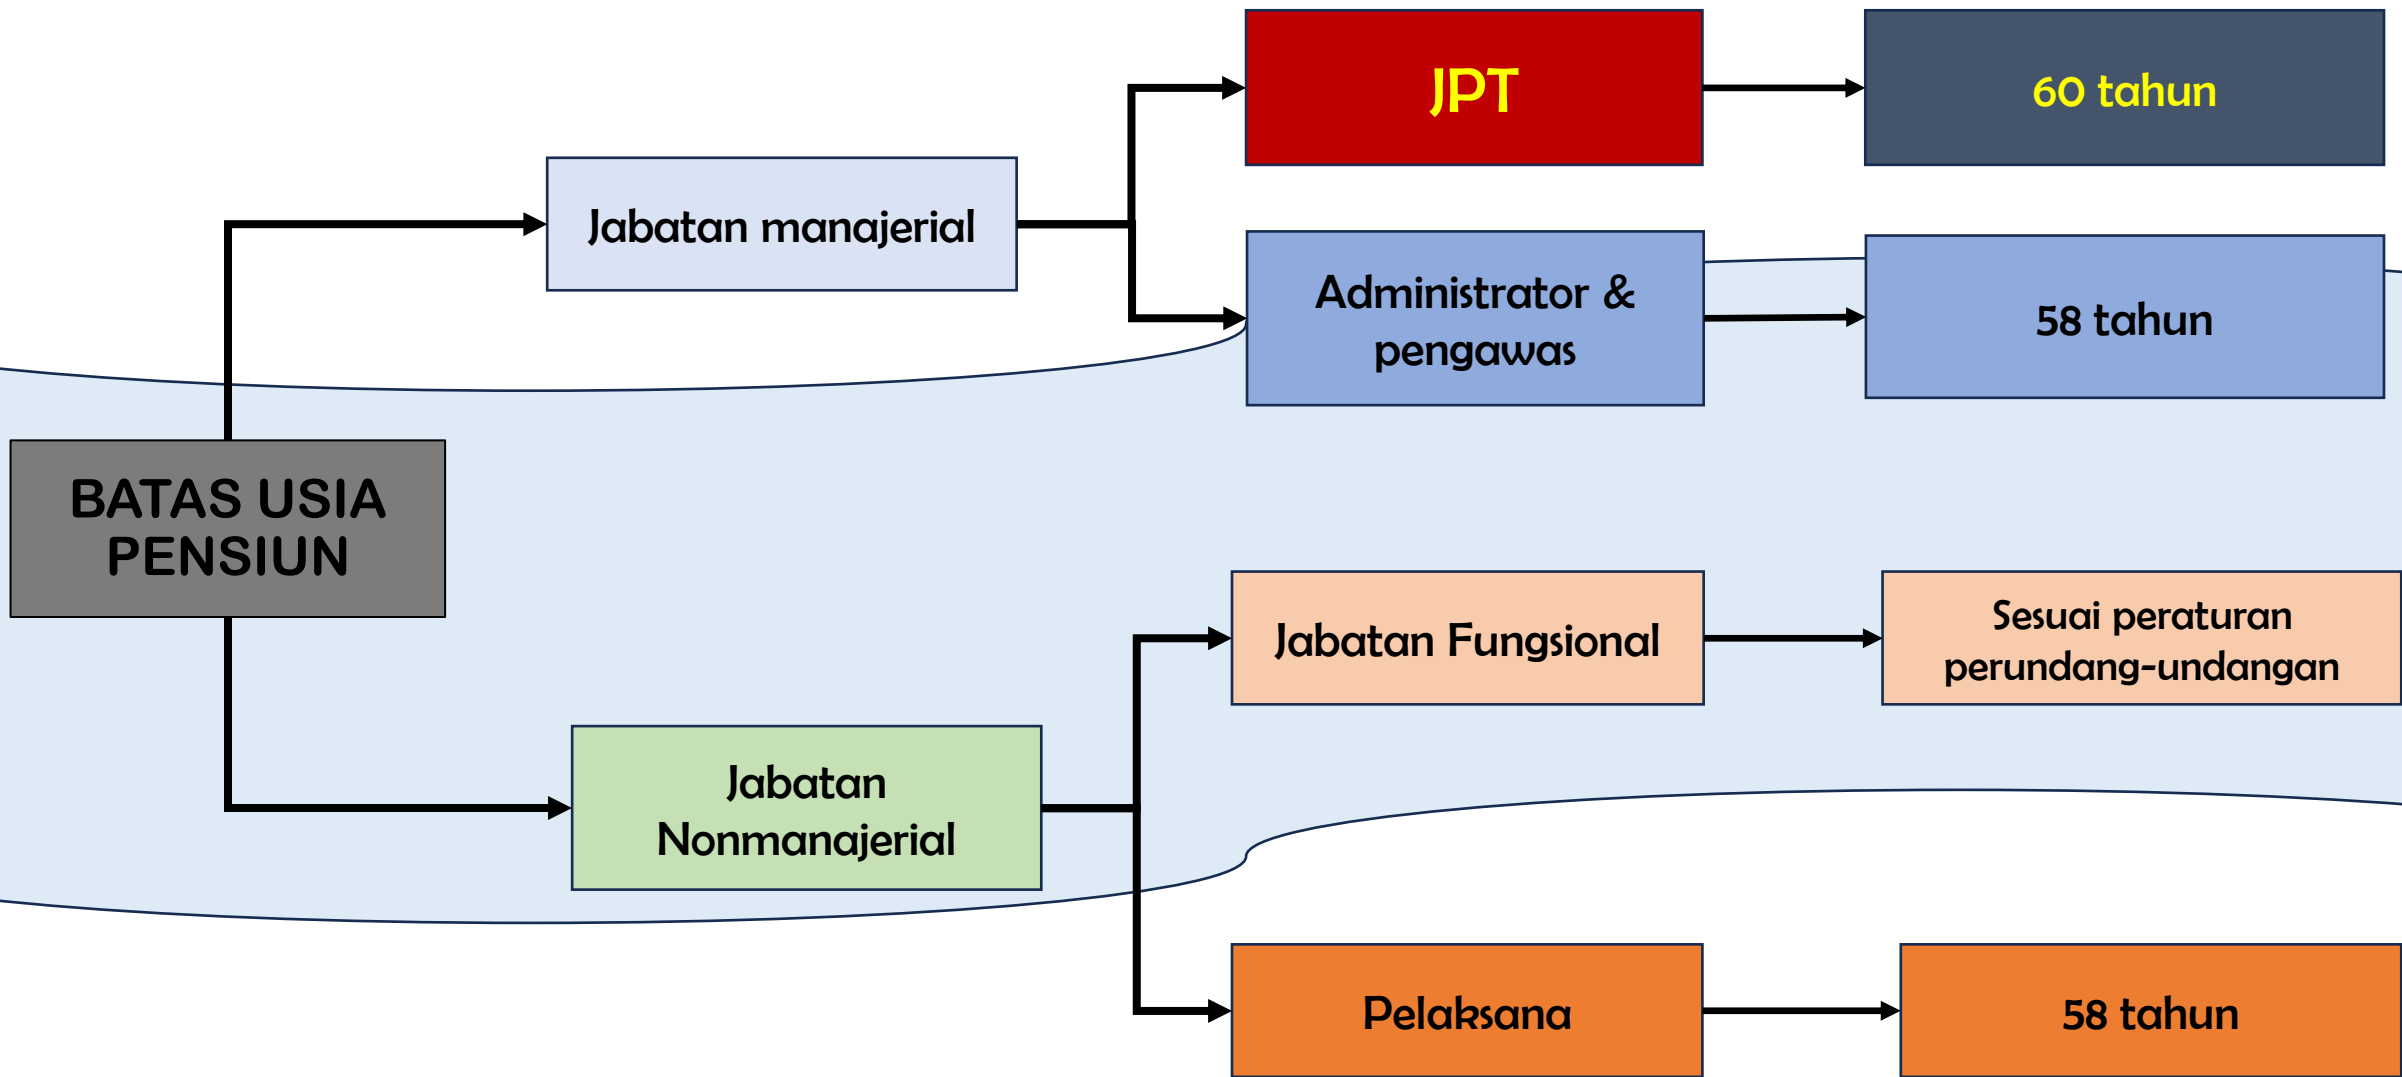 JPT
60 tahun
Jabatan manajerial
Administrator &
pengawas
58 tahun
BATAS USIA
PENSIUN
Jabatan Fungsional
Sesuai peraturan
perundang-undangan
Jabatan
Nonmanajerial
Pelaksana
58 tahun